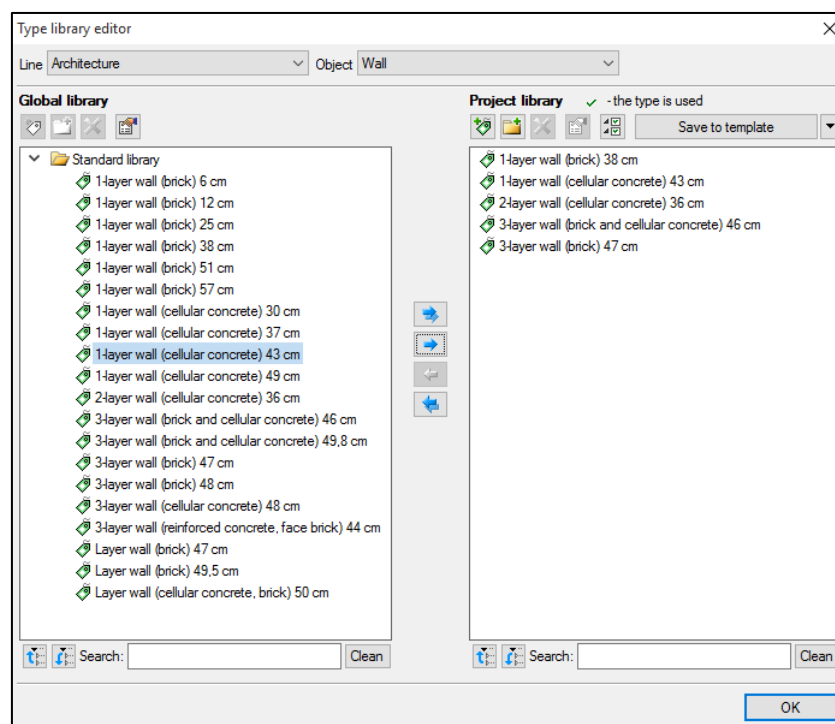 Type library editor
Line Architecture Object Wall
Global library
Project library - the type is used
Save to template
Standard library
1-layer wall (brick) 6 cm
1-layer wall (brick) 12 cm
1-layer wall (brick) 25 cm
1-layer wall (brick) 38 cm
1-layer wall (brick) 51 cm
1-layer wall (brick) 57 cm
1-layer wall (cellular concrete) 30 cm
1-layer wall (cellular concrete) 37 cm
1-layer wall (cellular concrete) 43 cm
1-layer wall (cellular concrete) 49 cm
2-layer wall (cellular concrete) 36 cm
3-layer wall (brick and cellular concrete) 46 cm
3-layer wall (brick and cellular concrete) 49,8 cm
3-layer wall (brick) 47 cm
3-layer wall (brick) 48 cm
3-layer wall (cellular concrete) 48 cm
3-layer wall (reinforced concrete, face brick) 44 cm
Layer wall (brick) 47 cm
Layer wall (brick) 49,5 cm
Layer wall (cellular concrete, brick) 50 cm
1-layer wall (brick) 38 cm
1-layer wall (cellular concrete) 43 cm
2-layer wall (cellular concrete) 36 cm
3-layer wall (brick and cellular concrete) 46 cm
3-layer wall (brick) 47 cm
Search: Clean
Search: Clean
OK